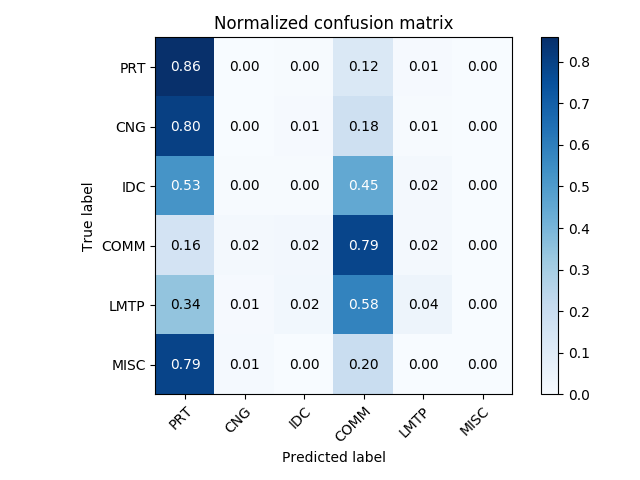 Normalized confusion matrix
True label
PRT 0.86 0.00 0.00 0.12 0.01 0.00
CNG 0.80 0.00 0.01 0.18 0.01 0.00
IDC 0.53 0.00 0.00 0.45 0.02 0.00
COMM 0.16 0.02 0.02 0.79 0.02 0.00
LMTP 0.34 0.01 0.02 0.58 0.04 0.00
MISC 0.79 0.01 0.00 0.20 0.00 0.00
PRT CNG IDC COMM LMTP MISC
Predicted label
0.8
0.7
0.6
0.5
0.4
0.3
0.2
0.1
0.0